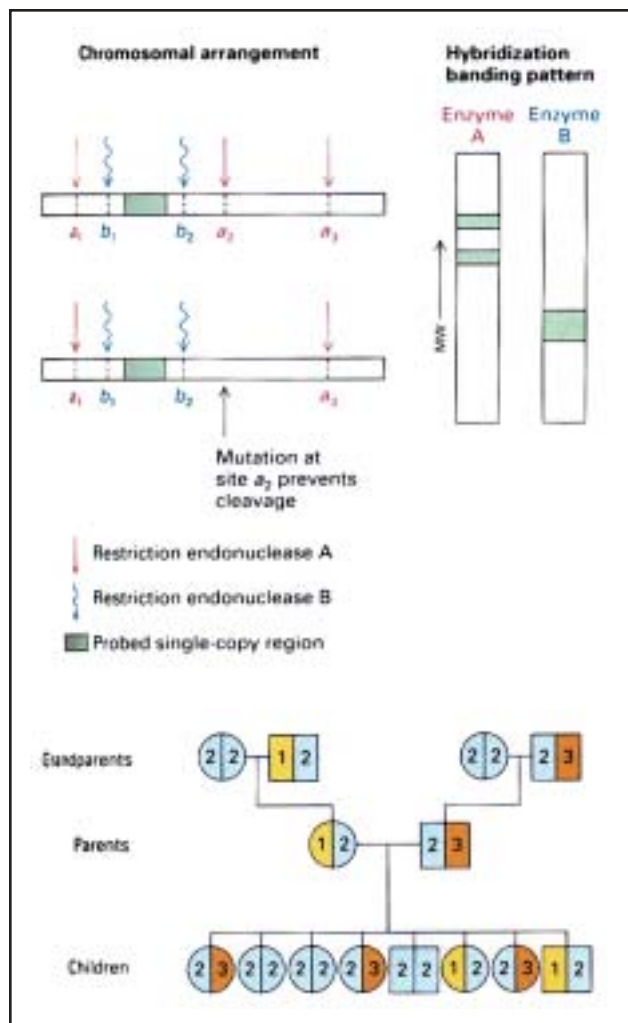 Chromosomal arrangement
Hybridization
banding pattern
Enzyme
A
Enzyme
B
a₁ b₁ b₂ a₂ a₃
MW
a₁ b₁ b₂ a₃
Mutation at
site a₂ prevents
cleavage
Restriction endonuclease A
Restriction endonuclease B
Probed single-copy region
Grandparents
2 2 1 2 2 2 2 3
Parents
1 2 2 3
Children
2 3 2 2 2 2 2 3 2 2 1 2 2 3 1 2